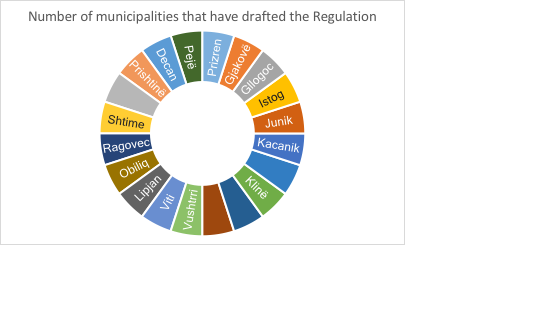 Number of municipalities that have drafted the Regulation
Prizren
Gjakovë
Gllogoc
Istog
Junik
Kacanik
Klinë
Vushtrri
Viti
Lipjan
Obiliq
Ragovec
Shtime
Prishtinë
Decan
Pejë